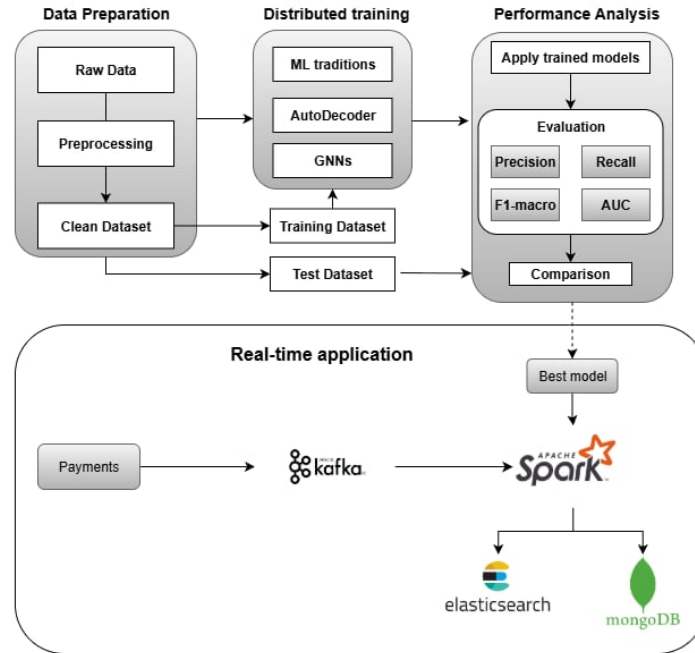 Data Preparation
Distributed training
Performance Analysis
Raw Data
Preprocessing
Clean Dataset
ML traditions
AutoDecoder
GNNs
Training Dataset
Test Dataset
Apply trained models
Evaluation
Precision
Recall
F1-macro
AUC
Comparison
Real-time application
Best model
Payments
kafka
APACHE
Spark
elasticsearch
mongoDB